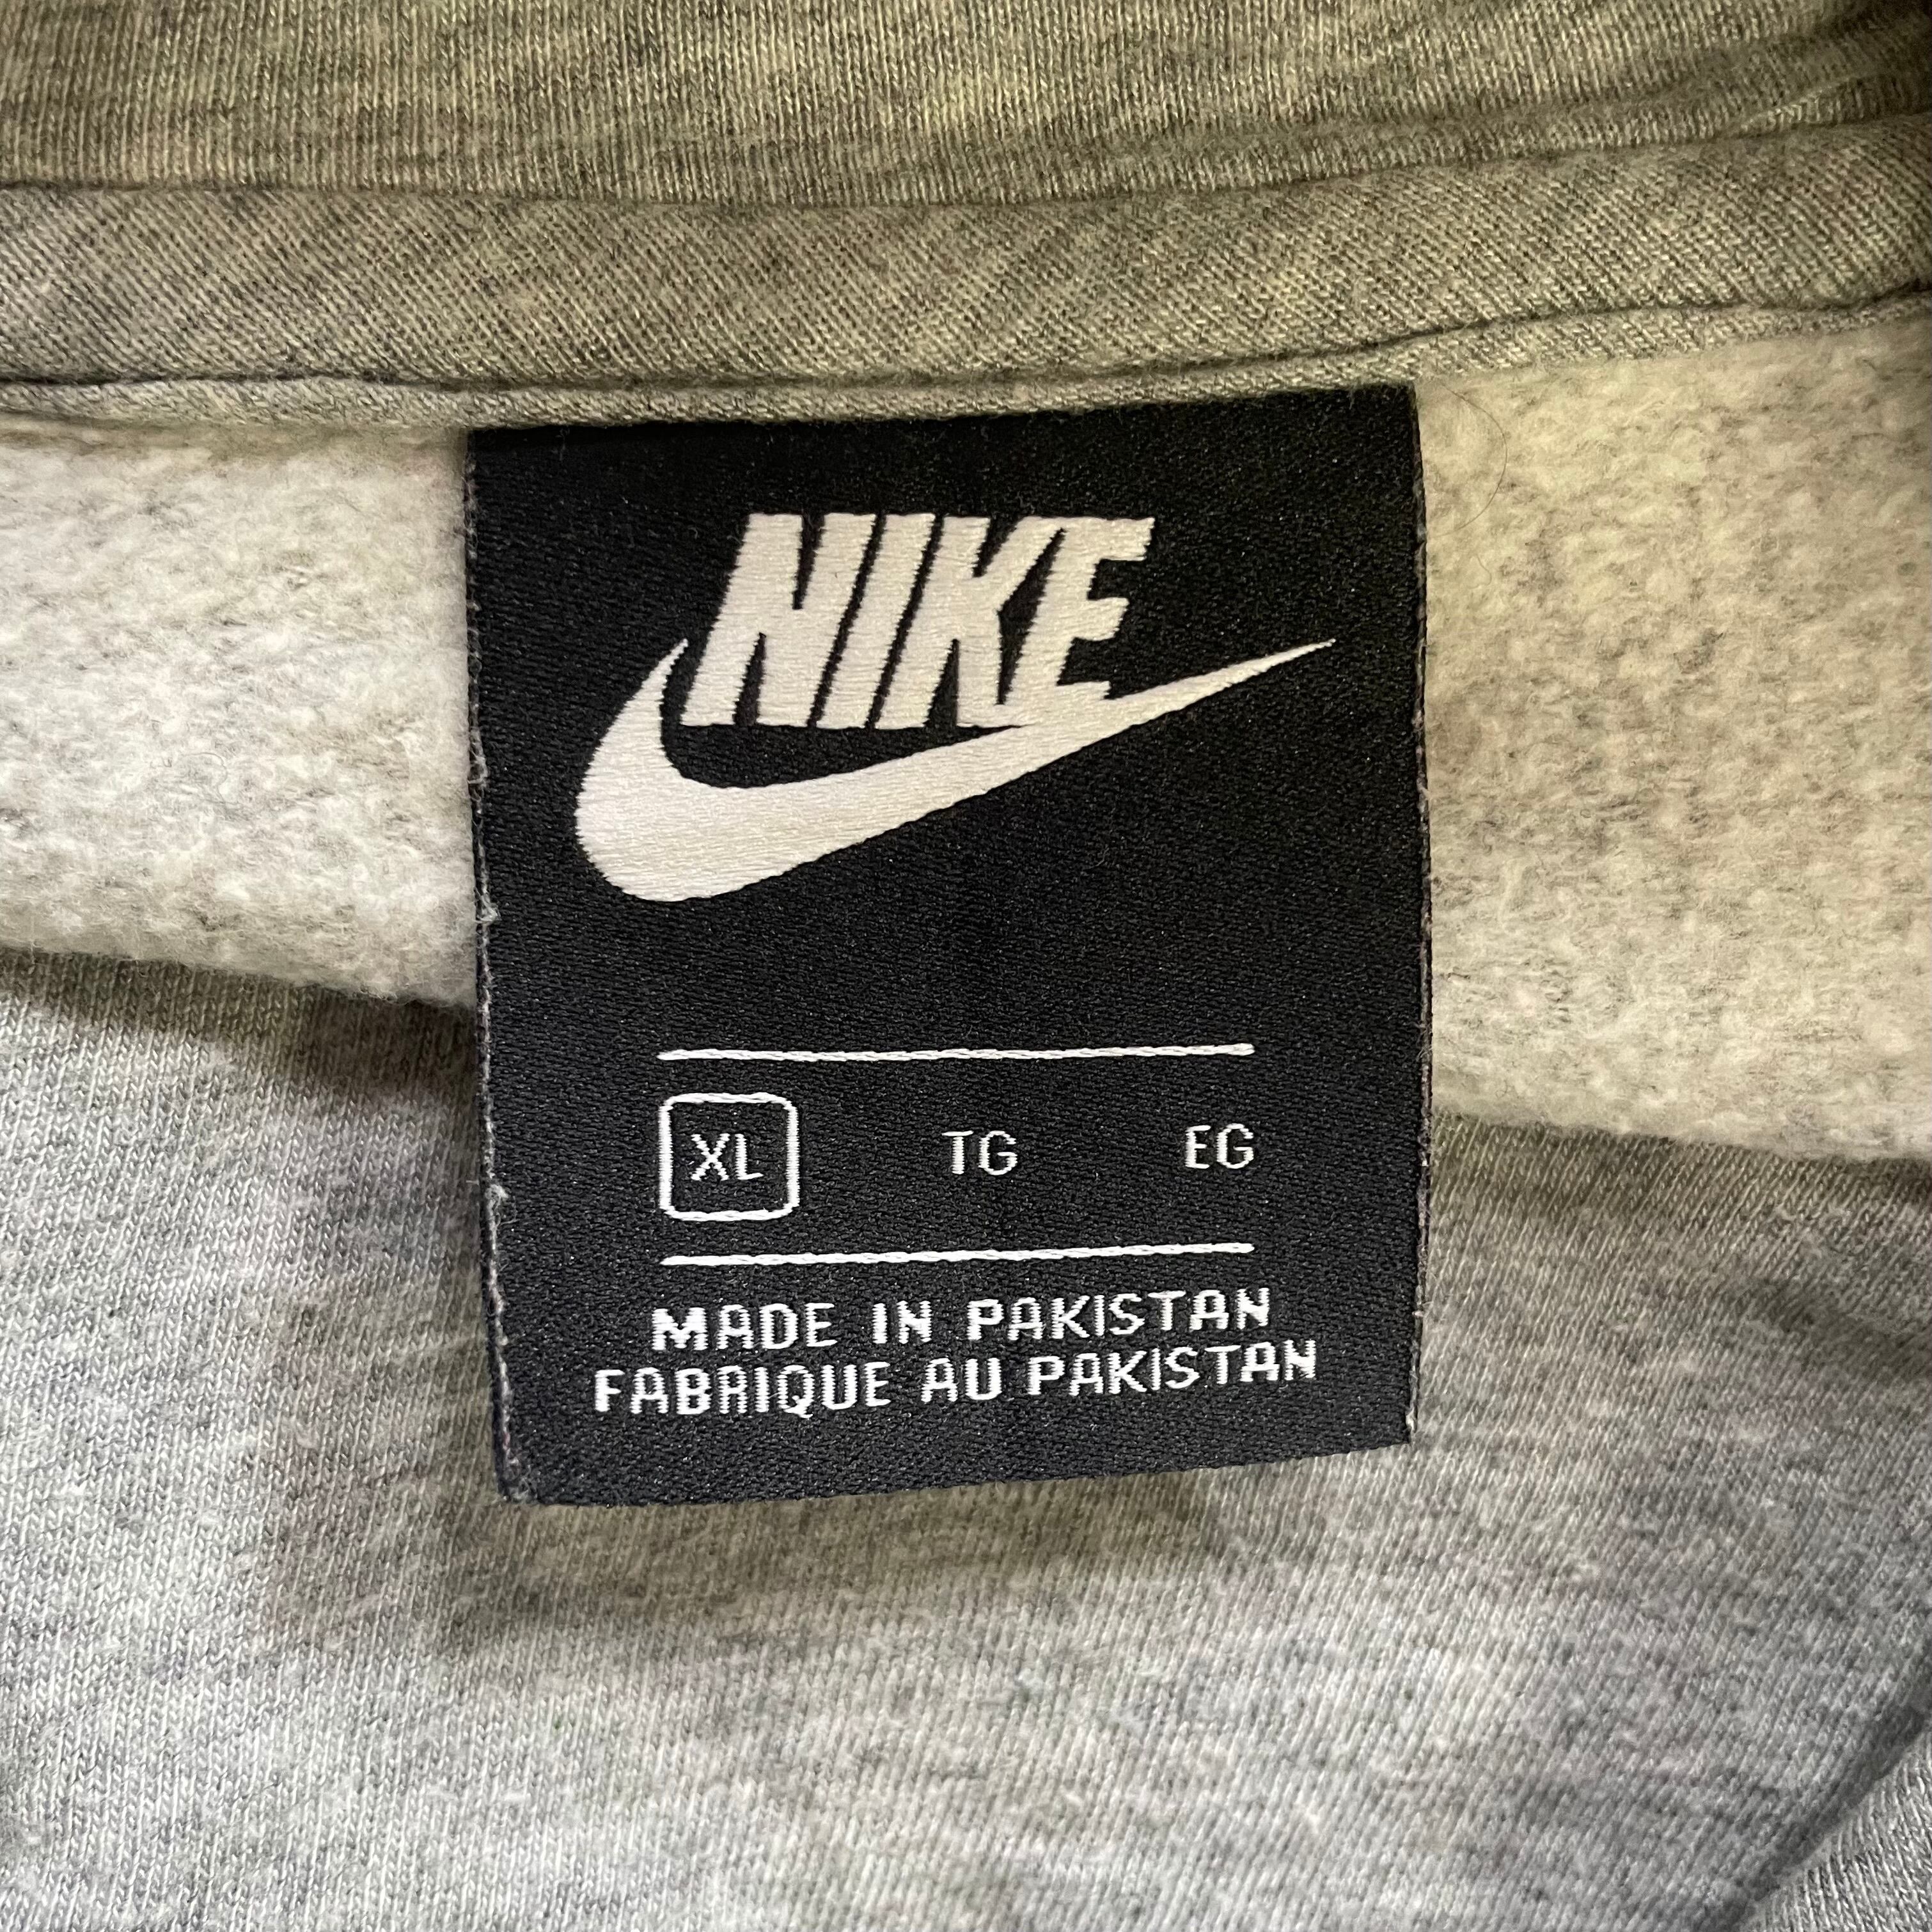 NIKE
XL TG EG
MADE IN PAKISTAN
FABRIQUE AU PAKISTAN